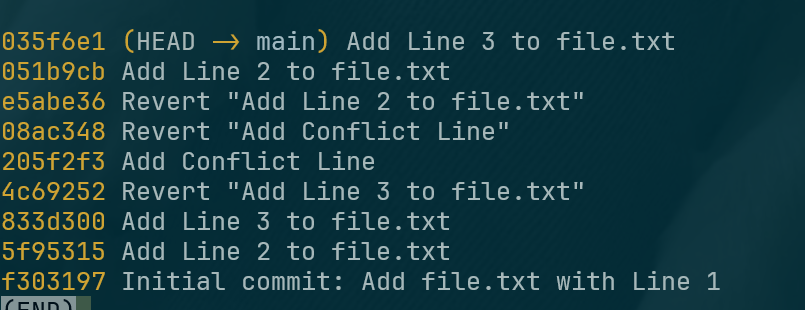 035f6e1 (HEAD -> main) Add Line 3 to file.txt
051b9cb Add Line 2 to file.txt
e5abe36 Revert "Add Line 2 to file.txt"
08ac348 Revert "Add Conflict Line"
205f2f3 Add Conflict Line
4c69252 Revert "Add Line 3 to file.txt"
833d300 Add Line 3 to file.txt
5f95315 Add Line 2 to file.txt
f303197 Initial commit: Add file.txt with Line 1
(END)